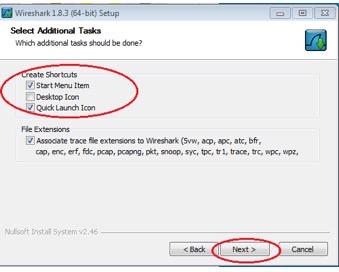 Wireshark 1.8.3 (64-bit) Setup
Select Additional Tasks
Which additional tasks should be done?
Create Shortcuts
Start Menu Item
Desktop Icon
Quick Launch Icon
File Extensions
Associate trace file extensions to Wireshark (5vw, acp, apc, atc, bfr,
cap, enc, erf, fdc, pcap, pcapng, pkt, snoop, syc, tpc, tr1, trace, trc, wpc, wpz,
Nullsoft Install System v2.46
< Back
Next >
Cancel